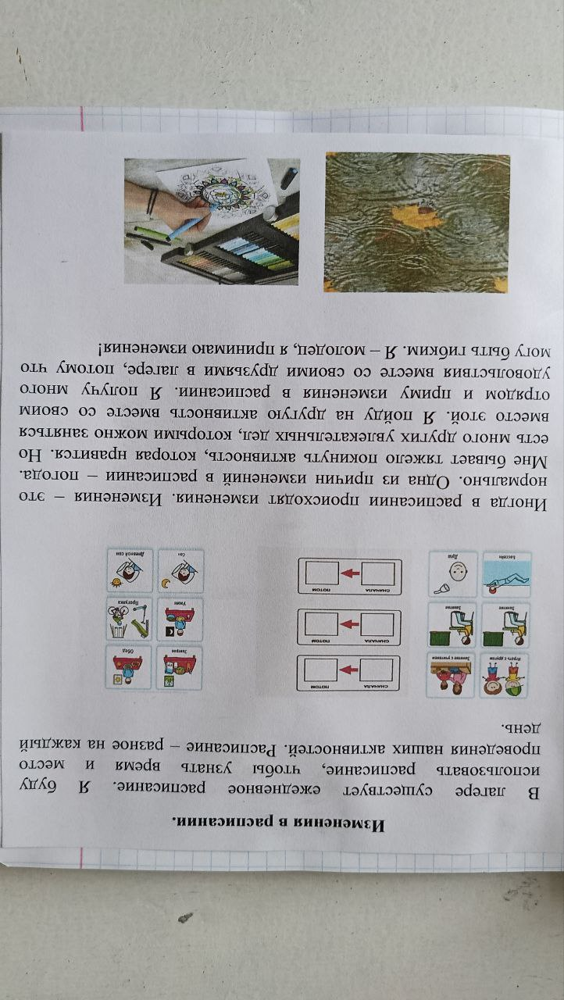 Изменения в расписании.
В лагере существует ежедневное расписание. Я буду
использовать расписание, чтобы узнать время и место
проведения наших активностей. Расписание – разное на каждый
день.
Играть с другом
Занятие с учителем
Занятие
Занятие
Бассейн
Душ
СНАЧАЛА ПОТОМ
СНАЧАЛА ПОТОМ
СНАЧАЛА ПОТОМ
Завтрак
Обед
Ужин
Прогулка
Сон
Дневной сон
Иногда в расписании происходят изменения. Изменения – это
нормально. Одна из причин изменений в расписании – погода.
Мне бывает тяжело покинуть активность, которая нравится. Но
есть много других увлекательных дел, которыми можно заняться
вместо этой. Я пойду на другую активность вместе со своим
отрядом и приму изменения в расписании. Я получу много
удовольствия вместе со своими друзьями в лагере, потому что
могу быть гибким. Я – молодец, я принимаю изменения!